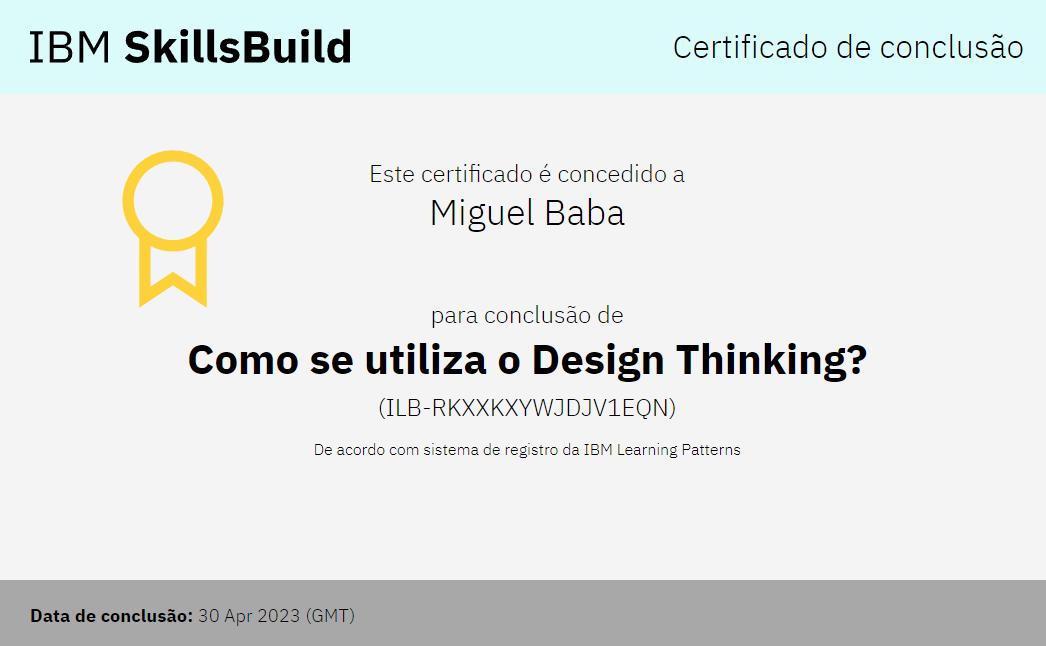 IBM SkillsBuild
Certificado de conclusão
Este certificado é concedido a
Miguel Baba
para conclusão de
Como se utiliza o Design Thinking?
(ILB-RKXXKXYWJDJV1EQN)
De acordo com sistema de registro da IBM Learning Patterns
Data de conclusão: 30 Apr 2023 (GMT)